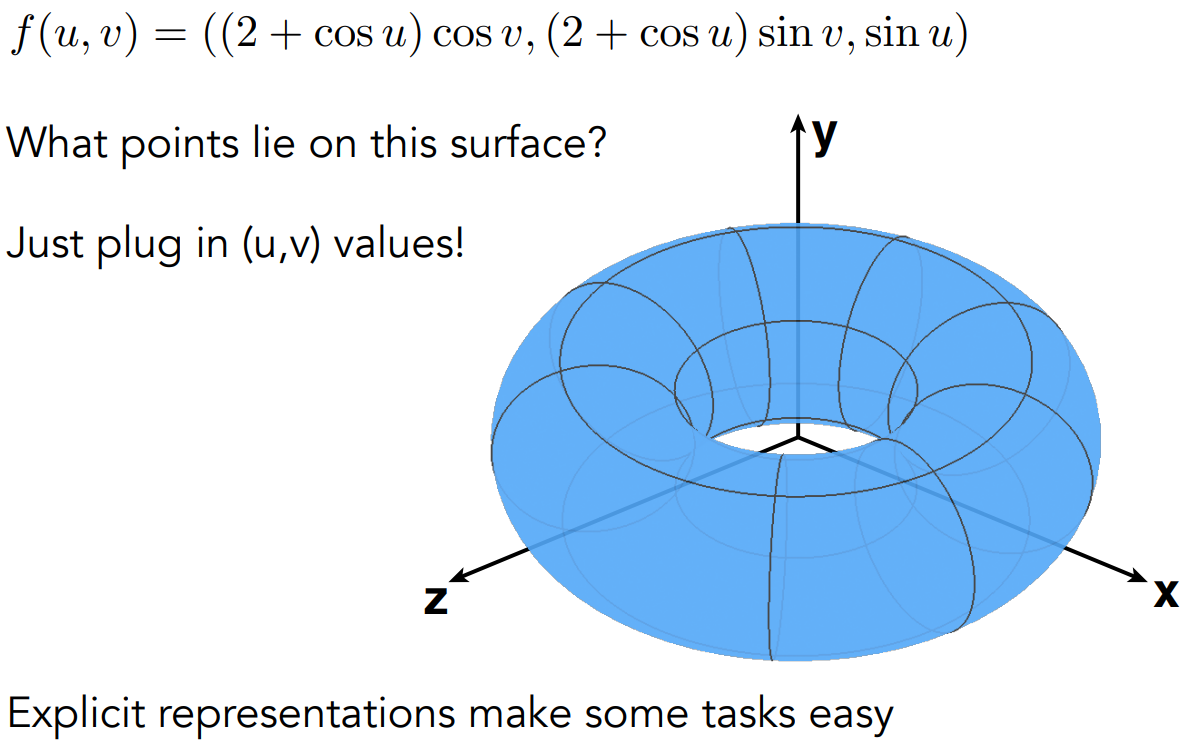 f(u, v) = ((2 + cos u) cos v, (2 + cos u) sin v, sin u)
What points lie on this surface?
y
Just plug in (u,v) values!
z
x
Explicit representations make some tasks easy